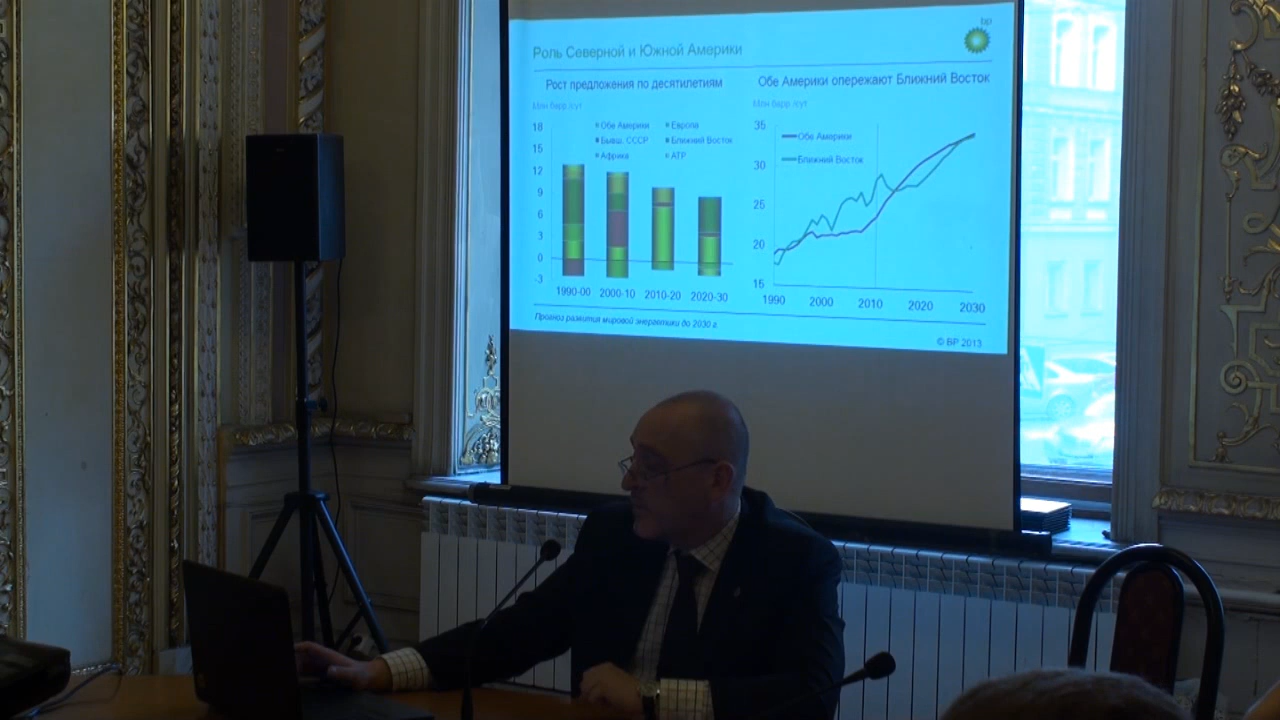 bp
Роль Северной и Южной Америки
Рост предложения по десятилетиям
Млн барр./сут
18
15
12
9
6
3
0
-3
Обе Америки
Европа
Бывш. СССР
Ближний Восток
Африка
АТР
1990-00 2000-10 2010-20 2020-30
Обе Америки опережают Ближний Восток
Млн барр./сут
35
30
25
20
15
Обе Америки
Ближний Восток
1990 2000 2010 2020 2030
Прогноз развития мировой энергетики до 2030 г.
© BP 2013